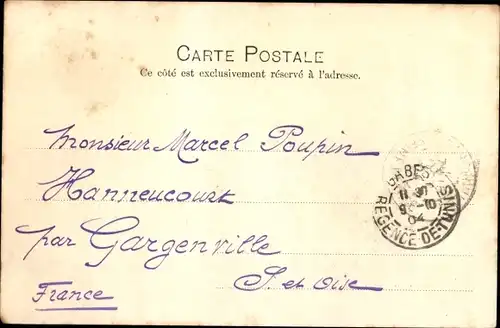 CARTE POSTALE
Ce côté est exclusivement réservé à l'adresse.
Monsieur Marcel Poupin
Hanneucourt
par Gargenville
S. et Oise
France
GABES
REGENCE DE TUNIS